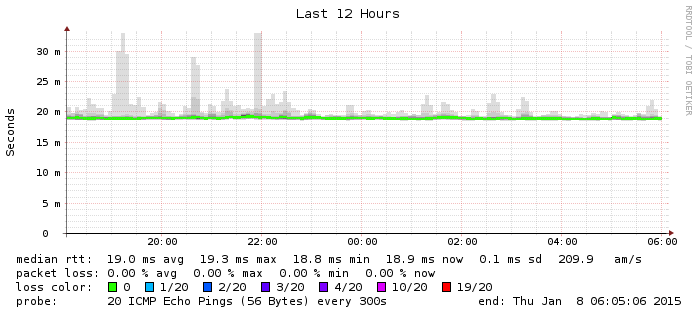 Last 12 Hours
RRDTOOL / TOBI OETIKER
Seconds
30 m
25 m
20 m
15 m
10 m
5 m
0
20:00 22:00 00:00 02:00 04:00 06:00
median rtt: 19.0 ms avg 19.3 ms max 18.8 ms min 18.9 ms now 0.1 ms sd 209.9 am/s
packet loss: 0.00 % avg 0.00 % max 0.00 % min 0.00 % now
loss color: 0 1/20 2/20 3/20 4/20 10/20 19/20
probe: 20 ICMP Echo Pings (56 Bytes) every 300s end: Thu Jan 8 06:05:06 2015